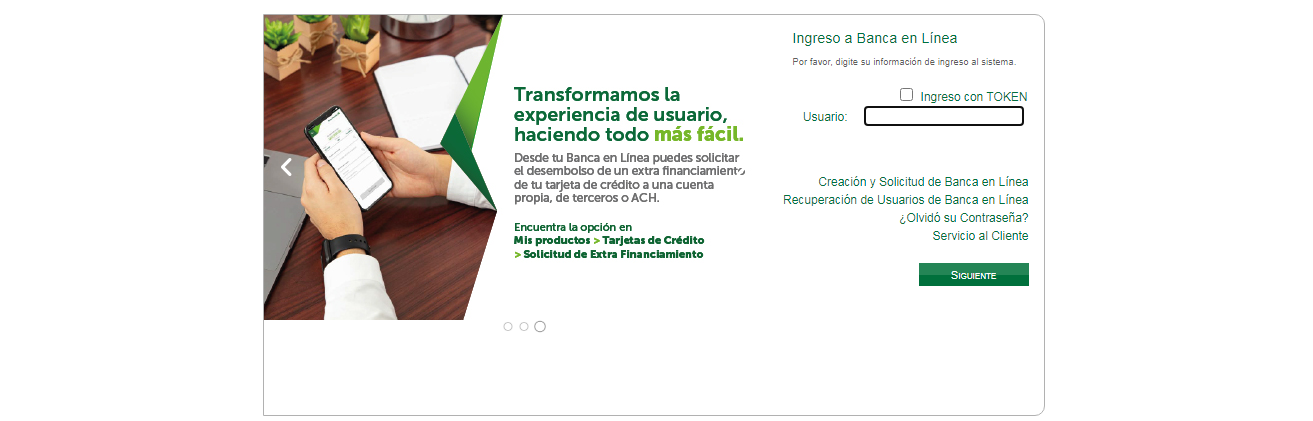 Transformamos la
experiencia de usuario,
haciendo todo más fácil.
Desde tu Banca en Línea puedes solicitar
el desembolso de un extra financiamiento
de tu tarjeta de crédito a una cuenta
propia, de terceros o ACH.
Encuentra la opción en
Mis productos > Tarjetas de Crédito
> Solicitud de Extra Financiamiento
Ingreso a Banca en Línea
Por favor, digite su información de ingreso al sistema.
Ingreso con TOKEN
Usuario:
Creación y Solicitud de Banca en Línea
Recuperación de Usuarios de Banca en Línea
¿Olvidó su Contraseña?
Servicio al Cliente
SIGUIENTE